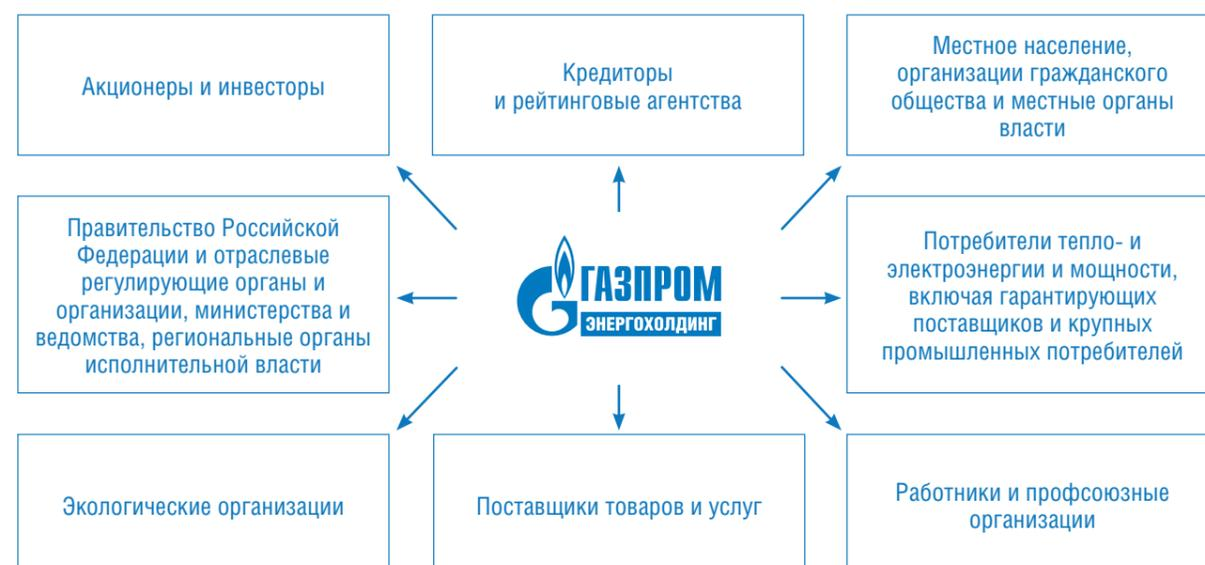 Акционеры и инвесторы
Кредиторы
и рейтинговые агентства
Местное население,
организации гражданского
общества и местные органы
власти
Правительство Российской
Федерации и отраслевые
регулирующие органы и
организации, министерства и
ведомства, региональные органы
исполнительной власти
ГАЗПРОМ
ЭНЕРГОХОЛДИНГ
Потребители тепло- и
электроэнергии и мощности,
включая гарантирующих
поставщиков и крупных
промышленных потребителей
Экологические организации
Поставщики товаров и услуг
Работники и профсоюзные
организации